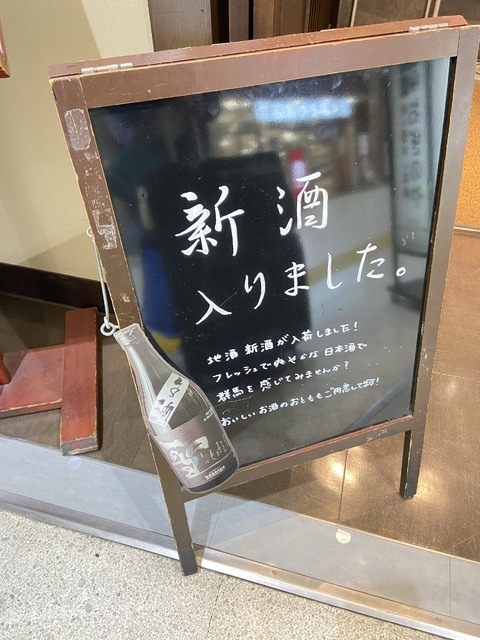 新酒
入りました。
地酒 新酒が入荷しました!
フレッシュで爽やかな 日本酒で
群馬を感じてみませんか?
おいしいお酒のおとももご用意してます!